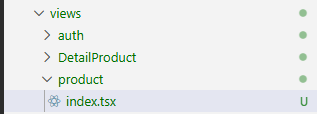 views
auth
DetailProduct
product
index.tsx U